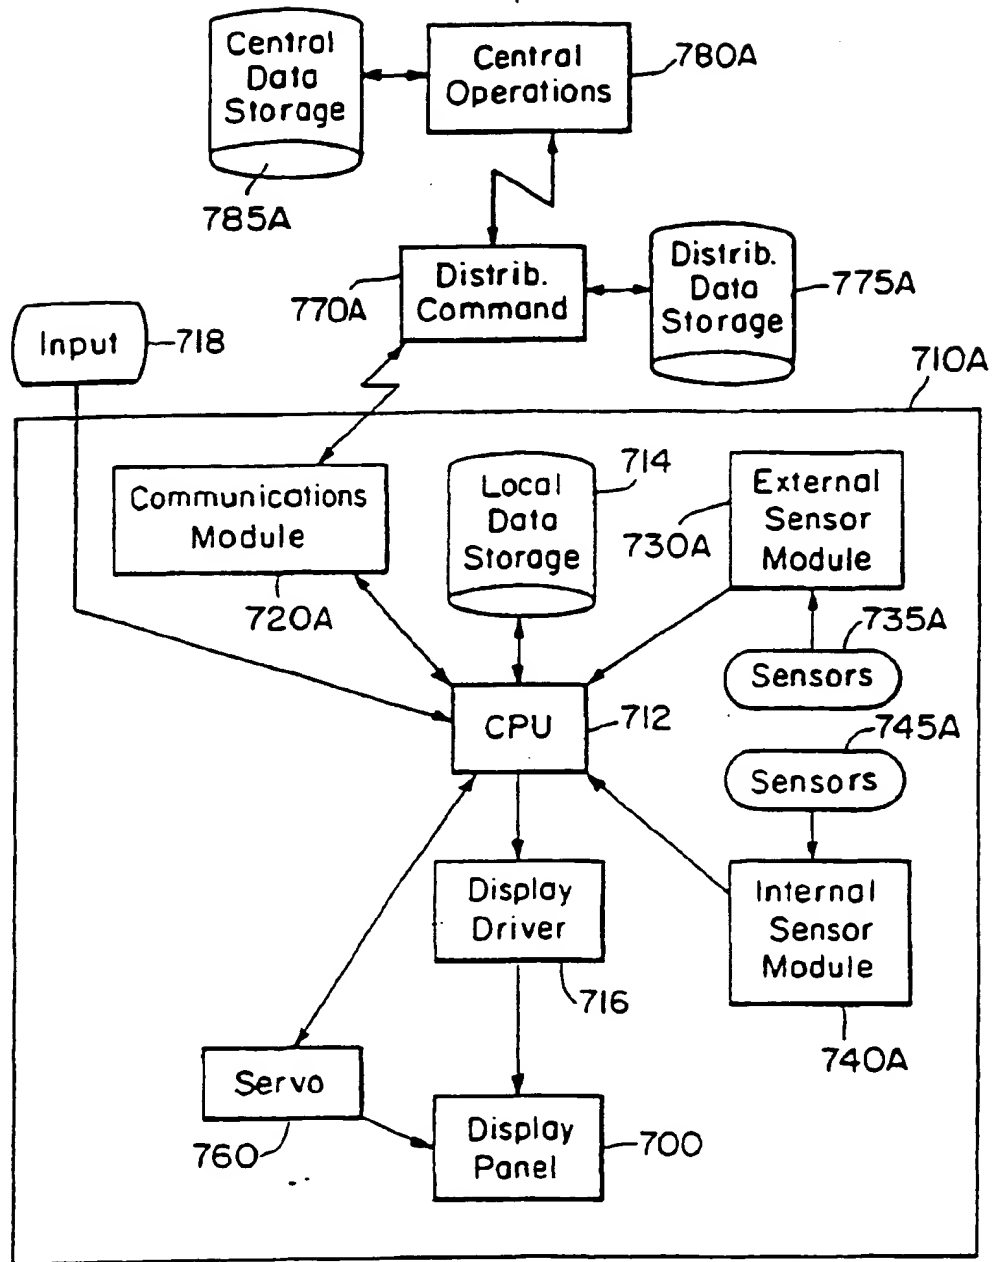 Central
Data
Storage
785A
Central
Operations
780A
Distrib.
Command
770A
Distrib.
Data
Storage
775A
Input
718
710A
Communications
Module
720A
Local
Data
Storage
714
External
Sensor
Module
730A
Sensors
735A
CPU
712
Sensors
745A
Display
Driver
716
Internal
Sensor
Module
740A
Servo
760
Display
Panel
700